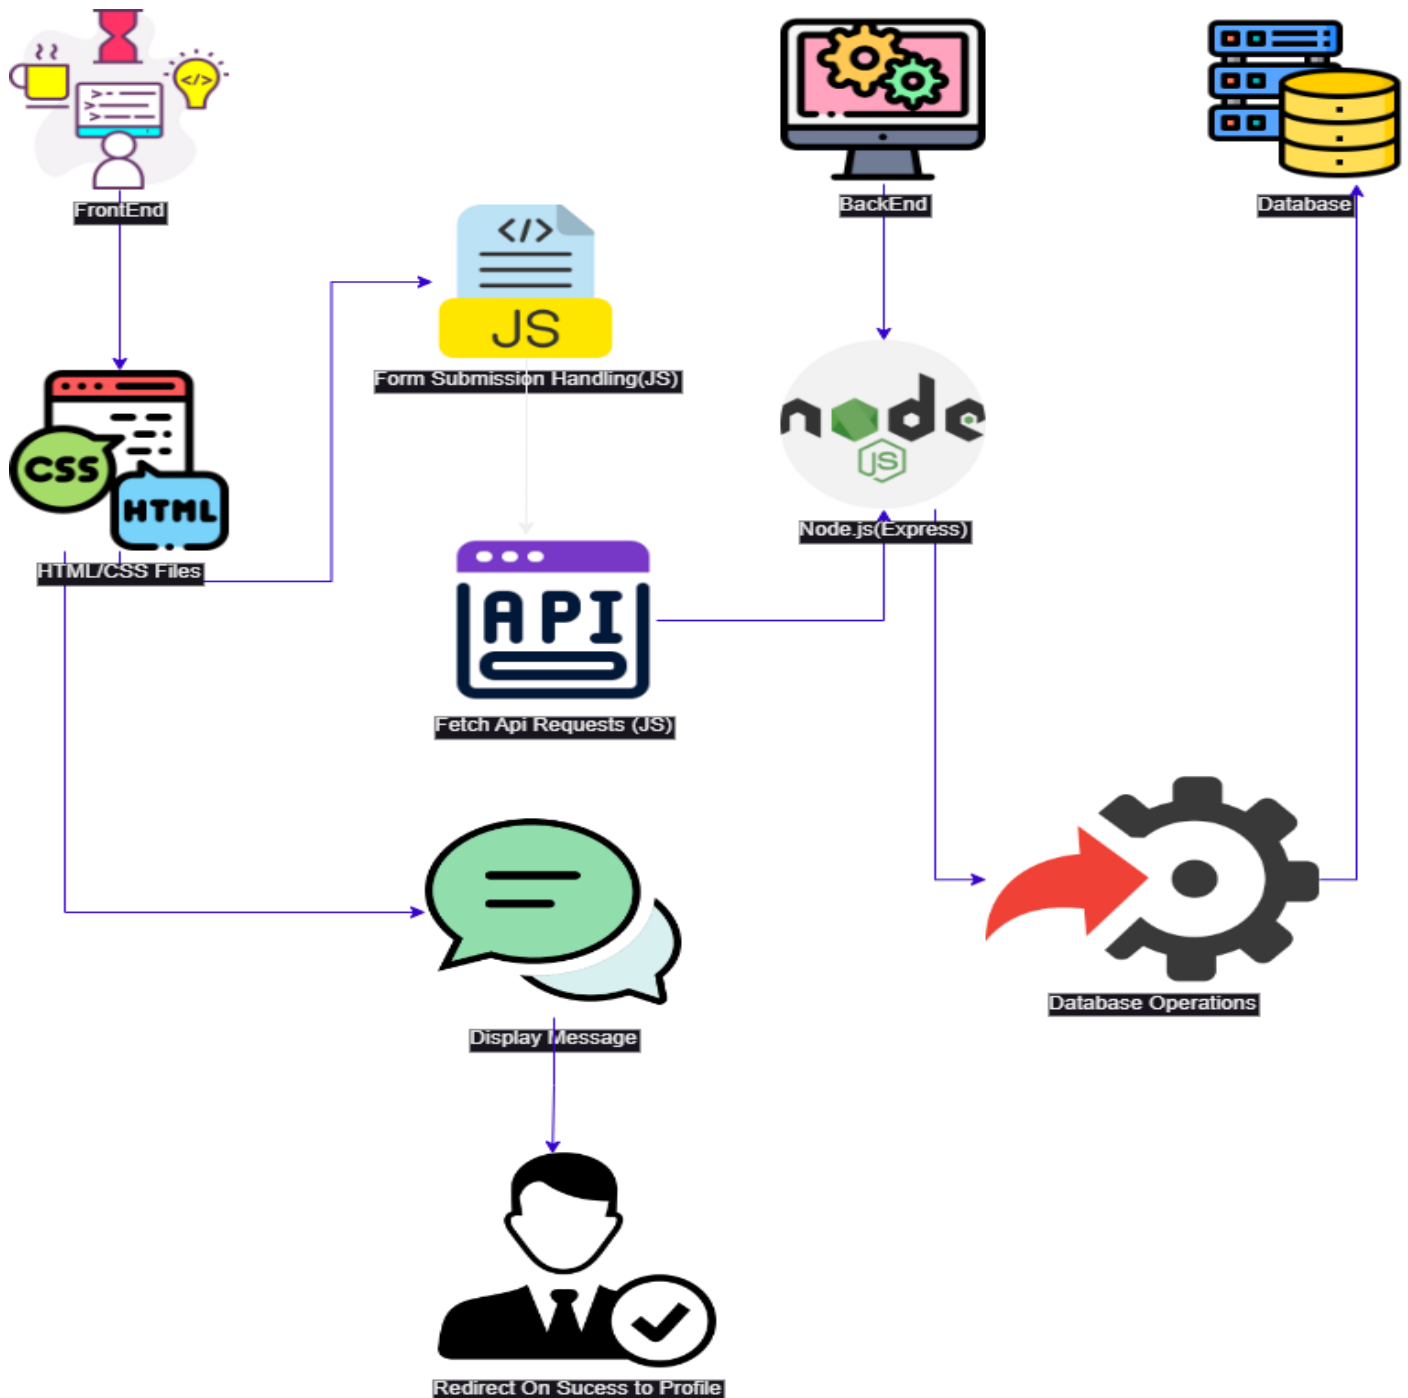 </>
FrontEnd
BackEnd
Database
</>
JS
Form Submission Handling(JS)
CSS
HTML
HTML/CSS Files
node
JS
Node.js(Express)
API
Fetch Api Requests (JS)
Database Operations
Display Message
Redirect On Sucess to Profile